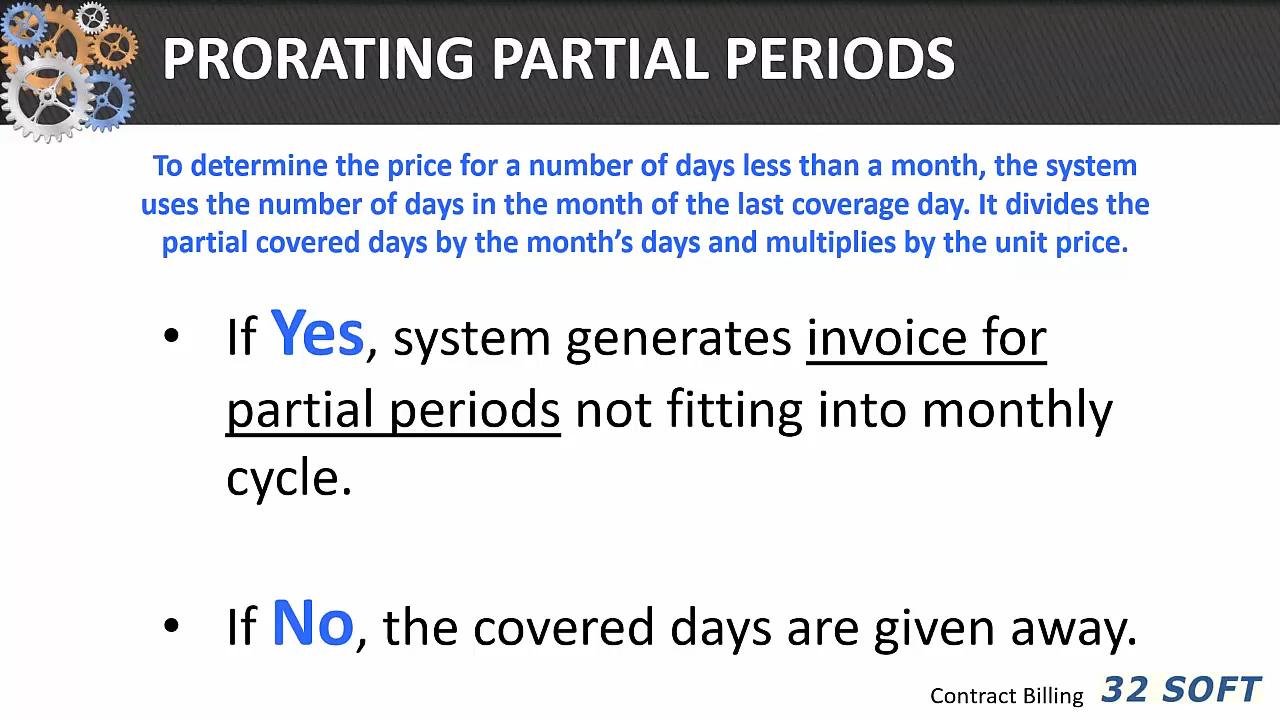 PRORATING PARTIAL PERIODS
To determine the price for a number of days less than a month, the system
uses the number of days in the month of the last coverage day. It divides the
partial covered days by the month’s days and multiplies by the unit price.
• If Yes, system generates invoice for
partial periods not fitting into monthly
cycle.
• If No, the covered days are given away.
Contract Billing 32 SOFT